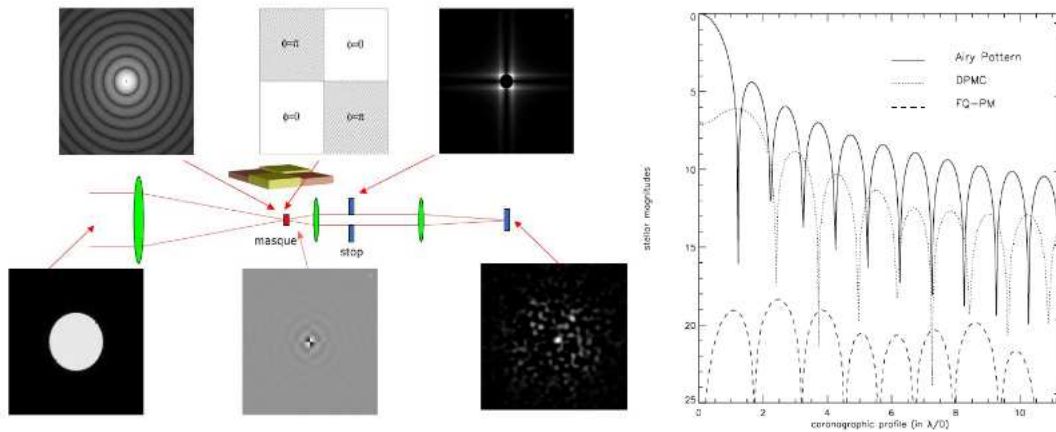 ϕ=π
ϕ=0
ϕ=0
ϕ=π
masque
stop
Airy Pattern
DPMC
FQ-PM
stellar magnitudes
0
5
10
15
20
25
0
2
4
6
8
10
coronographic profile (in λ/D)